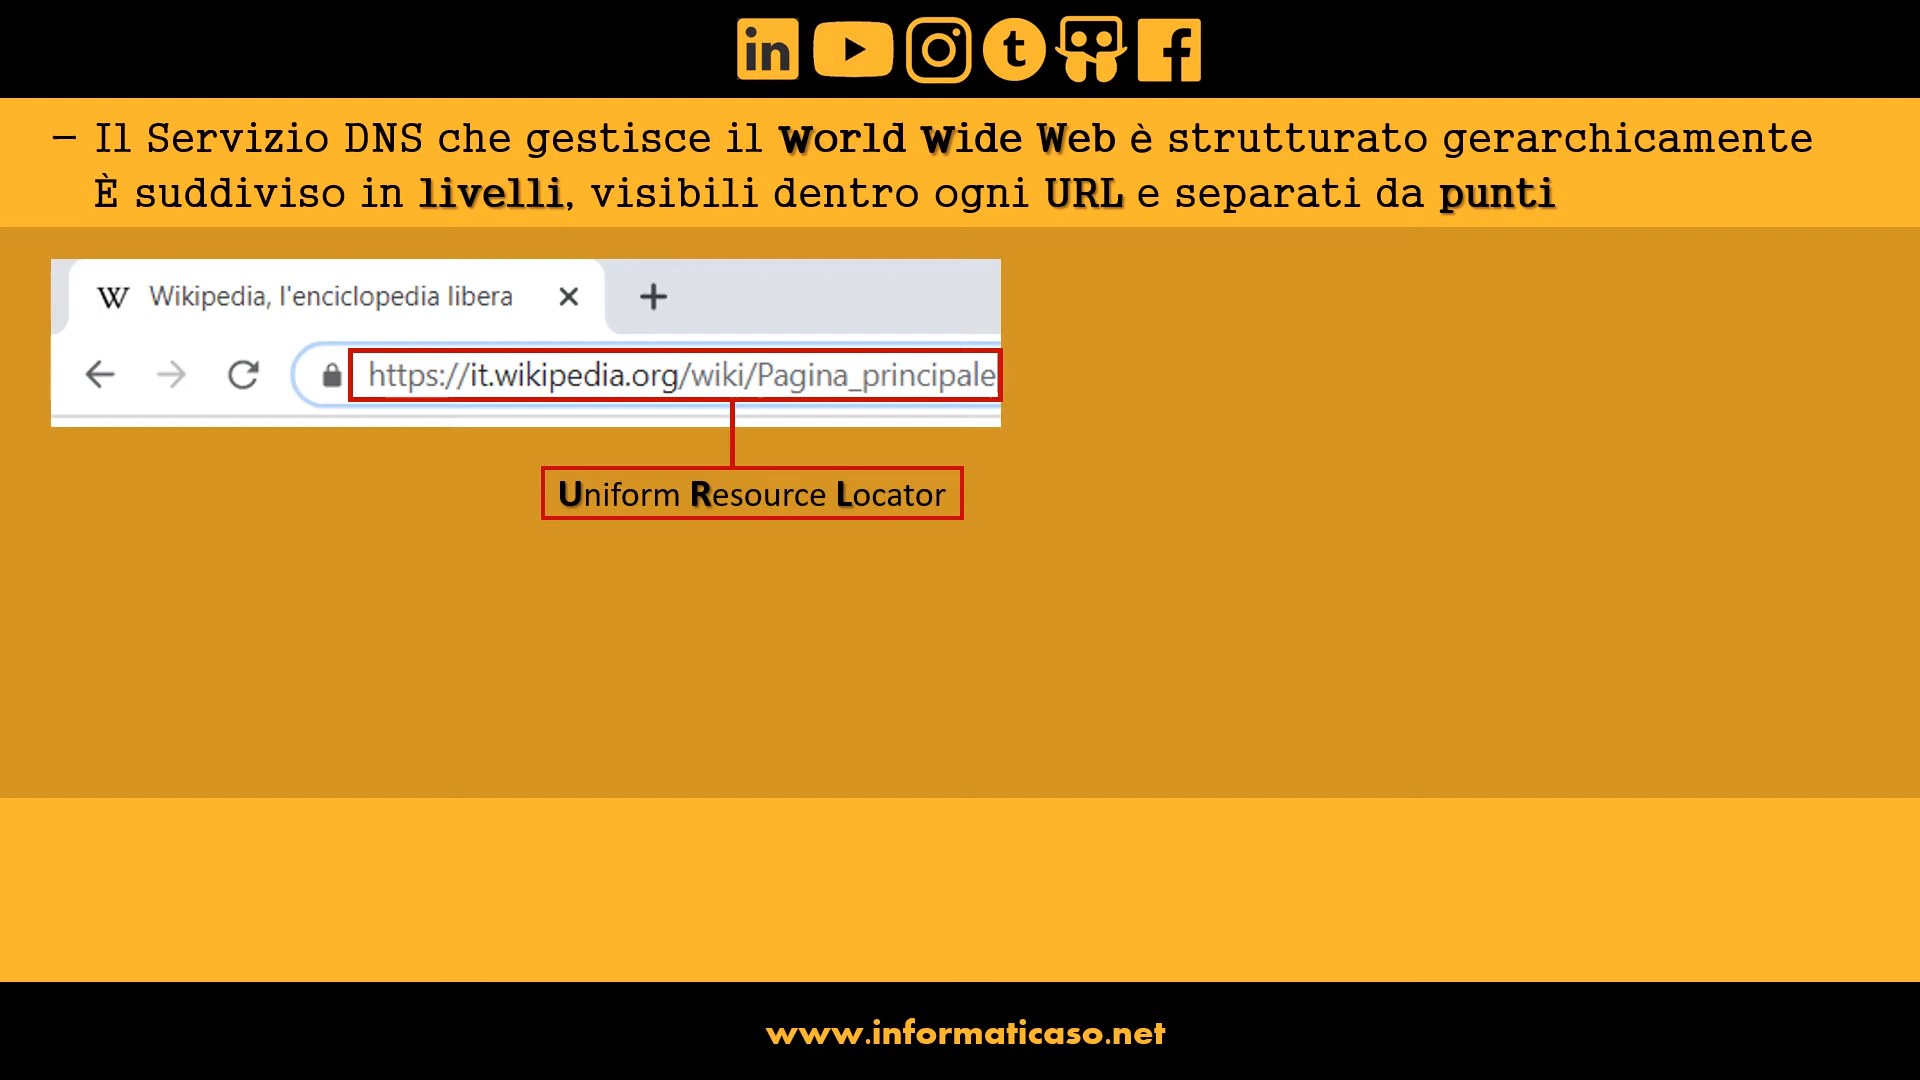 – Il Servizio DNS che gestisce il World Wide Web è strutturato gerarchicamente
È suddiviso in livelli, visibili dentro ogni URL e separati da punti
W Wikipedia, l'enciclopedia libera
https://it.wikipedia.org/wiki/Pagina_principale
Uniform Resource Locator
www.informaticaso.net